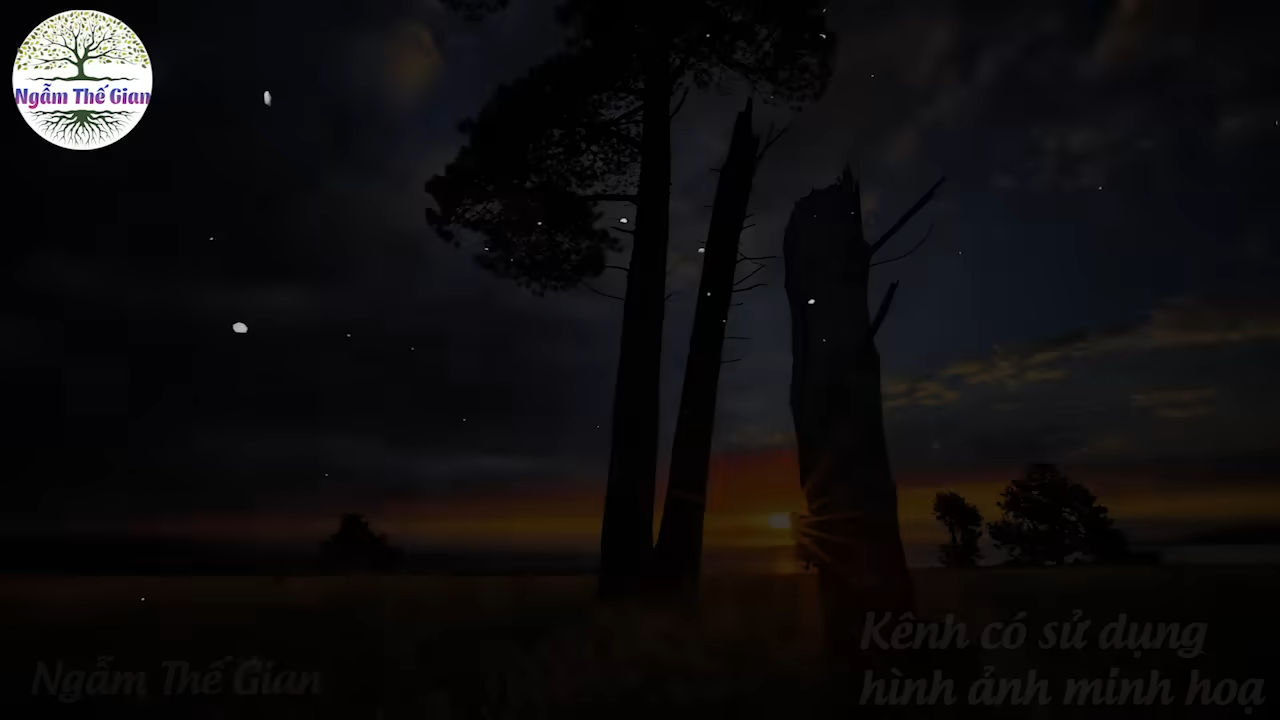 Ngẫm Thế Gian
Kênh có sử dụng
Ngẫm Thế Gian
hình ảnh minh hoạ